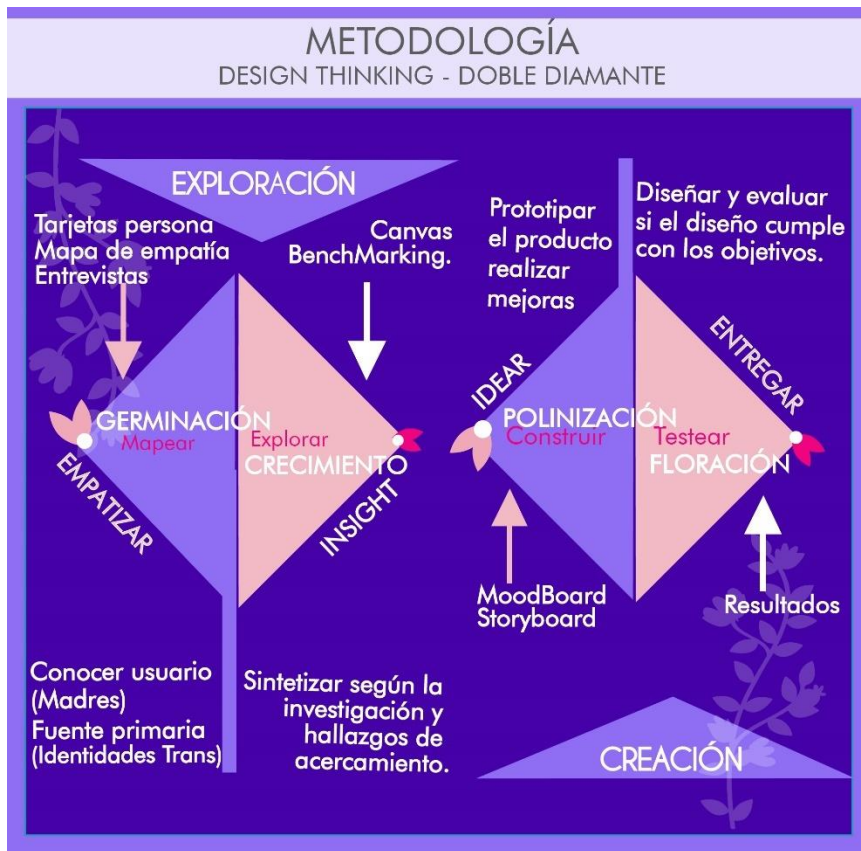 METODOLOGÍA
DESIGN THINKING - DOBLE DIAMANTE
EXPLORACIÓN
Tarjetas persona
Mapa de empatía
Entrevistas
Canvas
BenchMarking.
GERMINACIÓN
Mapear
EMPATIZAR
Explorar
CRECIMIENTO
INSIGHT
Conocer usuario
(Madres)
Fuente primaria
(Identidades Trans)
Sintetizar según la
investigación y
hallazgos de
acercamiento.
Prototipar
el producto
realizar
mejoras
Diseñar y evaluar
si el diseño cumple
con los objetivos.
IDEAR
POLINIZACIÓN
Construir
ENTREGAR
Testear
FLORACIÓN
MoodBoard
Storyboard
Resultados
CREACIÓN